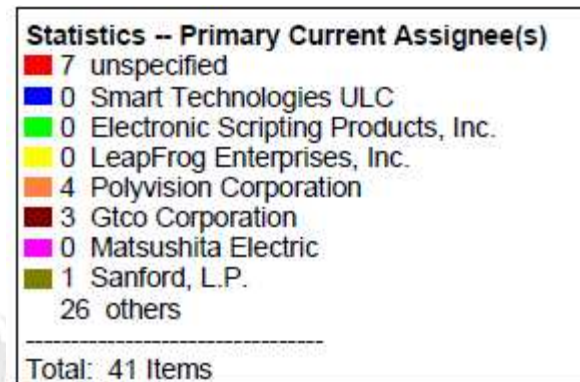 Statistics -- Primary Current Assignee(s)
7 unspecified
0 Smart Technologies ULC
0 Electronic Scripting Products, Inc.
0 LeapFrog Enterprises, Inc.
4 Polyvision Corporation
3 Gtco Corporation
0 Matsushita Electric
1 Sanford, L.P.
26 others
---------------------------------
Total: 41 Items